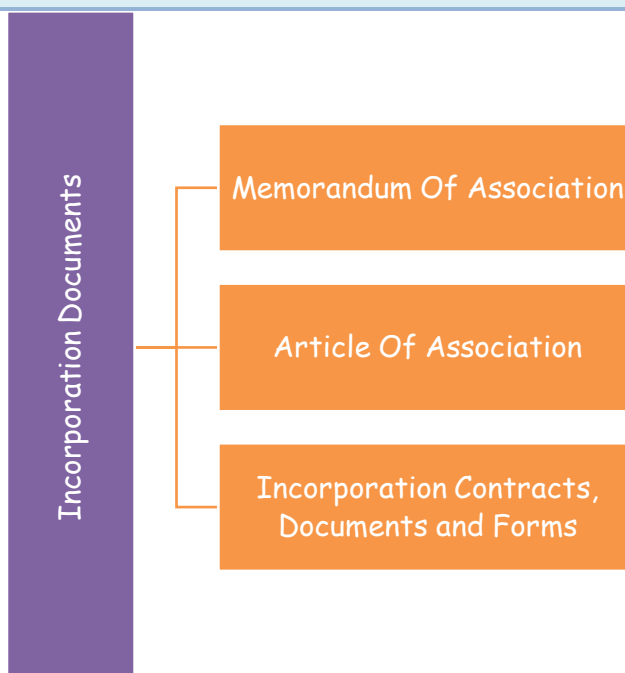 Incorporation Documents
Memorandum Of Association
Article Of Association
Incorporation Contracts,
Documents and Forms